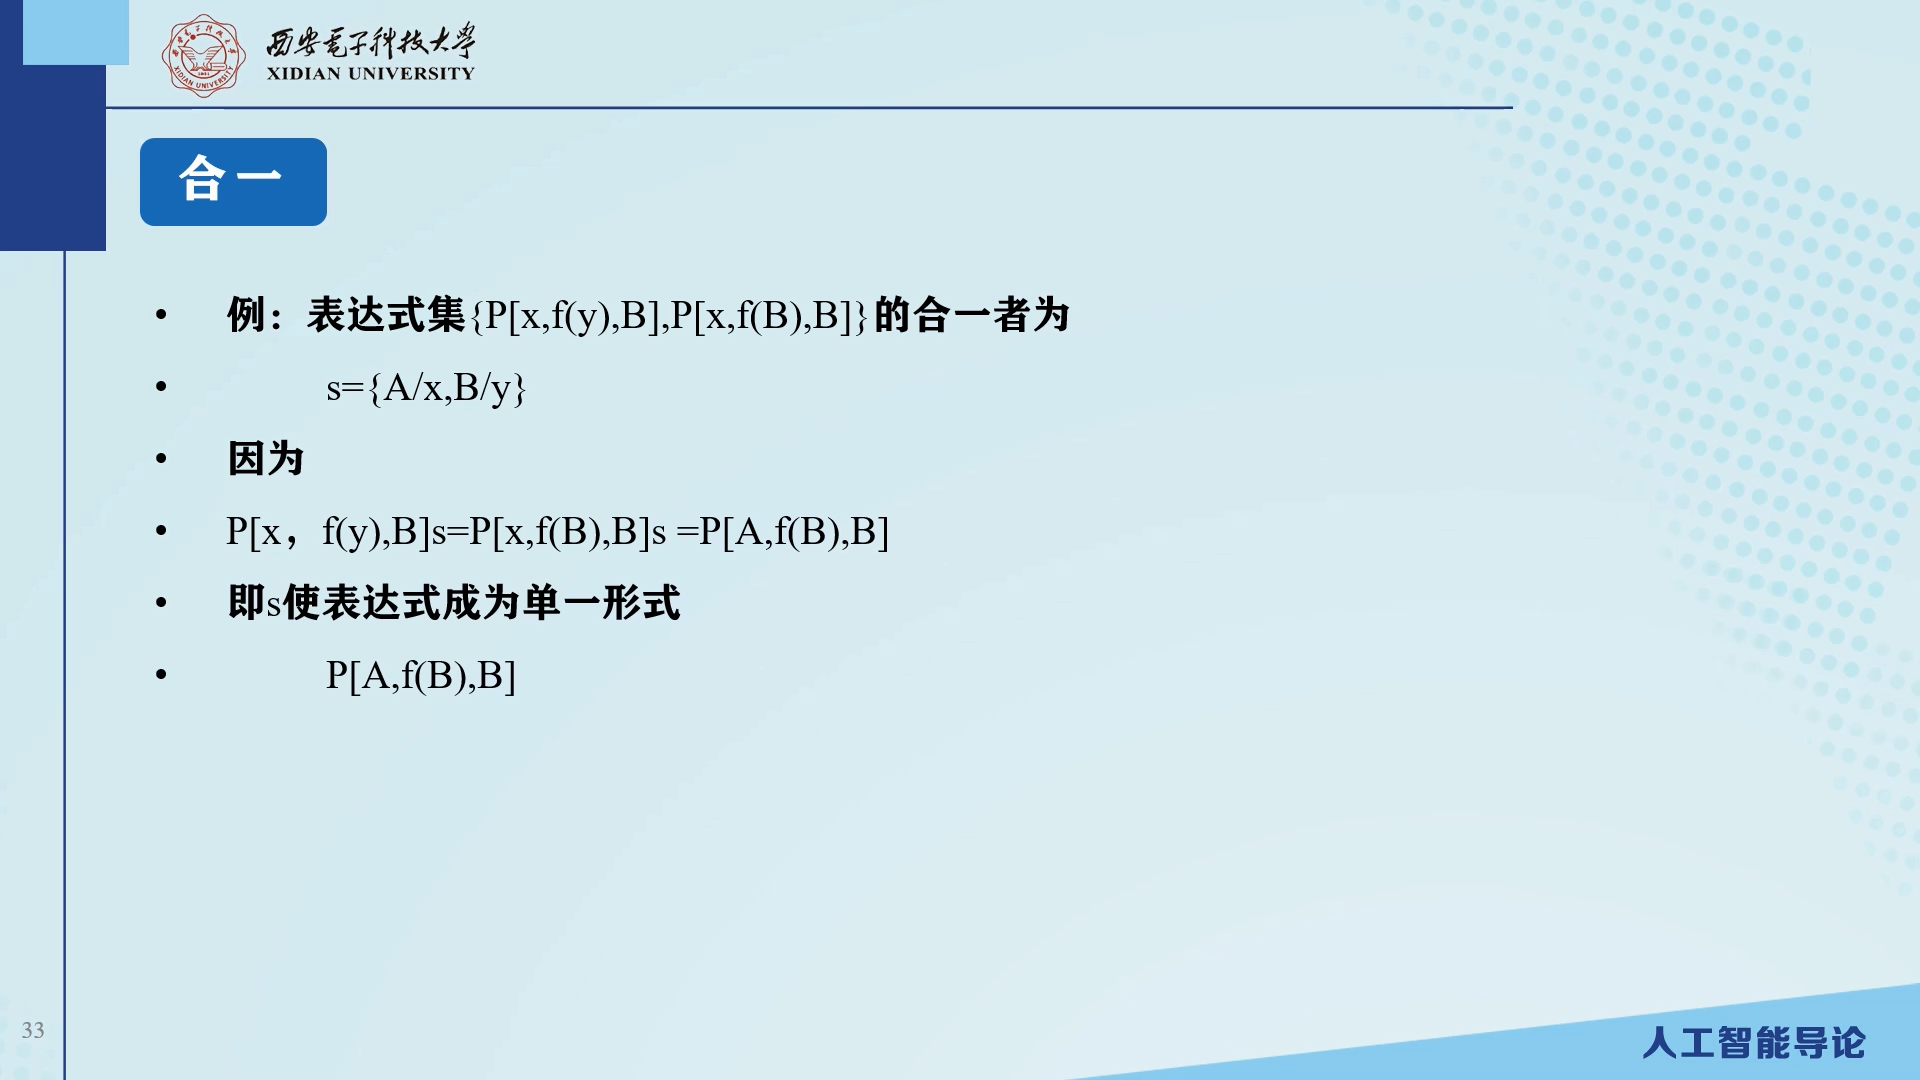 西安电子科技大学
XIDIAN UNIVERSITY
合一
• 例：表达式集{P[x,f(y),B],P[x,f(B),B]}的合一者为
• s={A/x,B/y}
• 因为
• P[x，f(y),B]s=P[x,f(B),B]s =P[A,f(B),B]
• 即s使表达式成为单一形式
• P[A,f(B),B]
33
人工智能导论